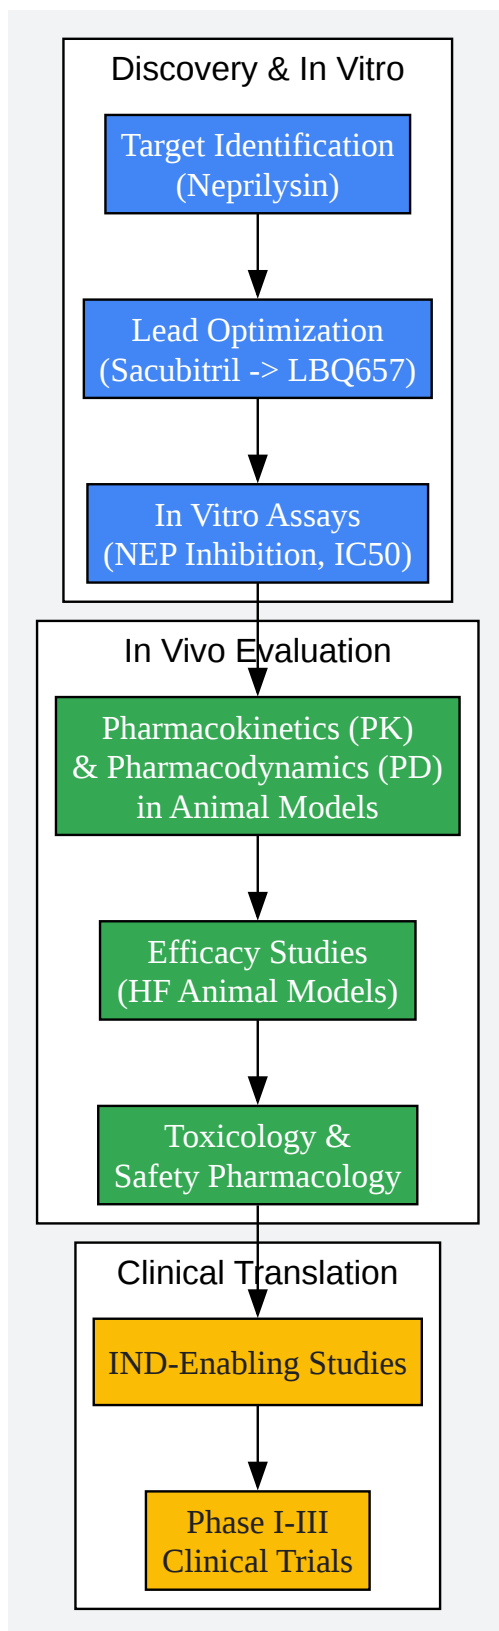 Discovery & In Vitro
Target Identification
(Neprilysin)
Lead Optimization
(Sacubitril -> LBQ657)
In Vitro Assays
(NEP Inhibition, IC50)
In Vivo Evaluation
Pharmacokinetics (PK)
& Pharmacodynamics (PD)
in Animal Models
Efficacy Studies
(HF Animal Models)
Toxicology &
Safety Pharmacology
Clinical Translation
IND-Enabling Studies
Phase I-III
Clinical Trials